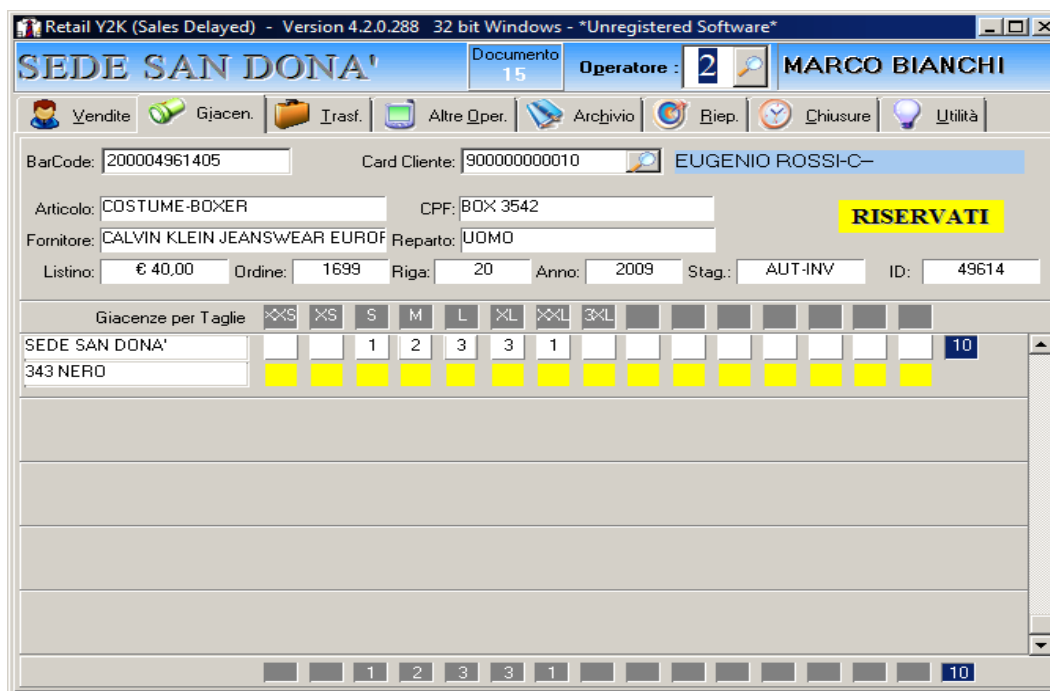 Retail Y2K (Sales Delayed) - Version 4.2.0.288 32 bit Windows - *Unregistered Software*
SEDE SAN DONA' Documento 15 Operatore : 2 MARCO BIANCHI
Vendite Giacen. Trasf. Altre Oper. Archivio Riep. Chiusure Utilità
BarCode: 200004961405 Card Cliente: 900000000010 EUGENIO ROSSI-C--
Articolo: COSTUME-BOXER CPF: BOX 3542 RISERVATI
Fornitore: CALVIN KLEIN JEANSWEAR EUROF Reparto: UOMO
Listino: € 40,00 Ordine: 1699 Riga: 20 Anno: 2009 Stag.: AUT-INV ID: 49614
Giacenze per Taglie XXS XS S M L XL XXL 3XL
SEDE SAN DONA' 1 2 3 3 1 10
343 NERO
1 2 3 3 1 10